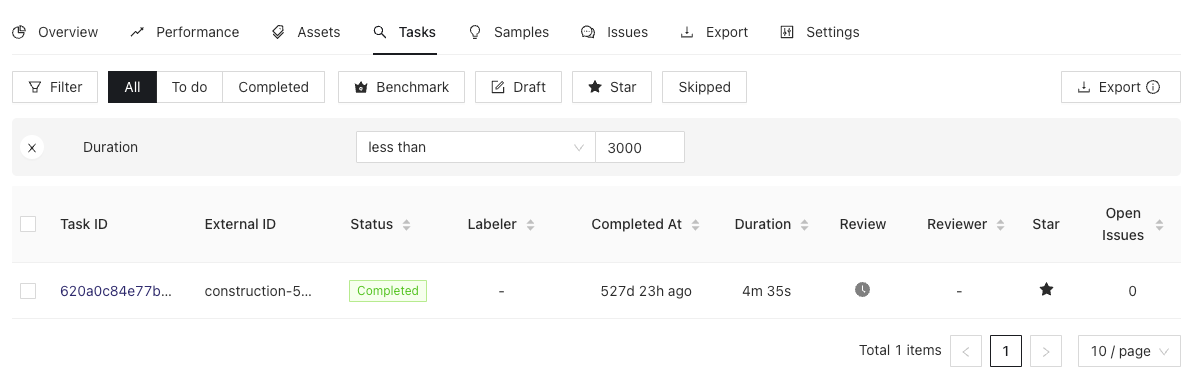 Overview Performance Assets Tasks Samples Issues Export Settings
Filter All To do Completed Benchmark Draft Star Skipped Export
Duration less than 3000
Task ID External ID Status Labeler Completed At Duration Review Reviewer Star Open Issues
620a0c84e77b... construction-5... Completed - 527d 23h ago 4m 35s - 0
Total 1 items < 1 > 10 / page